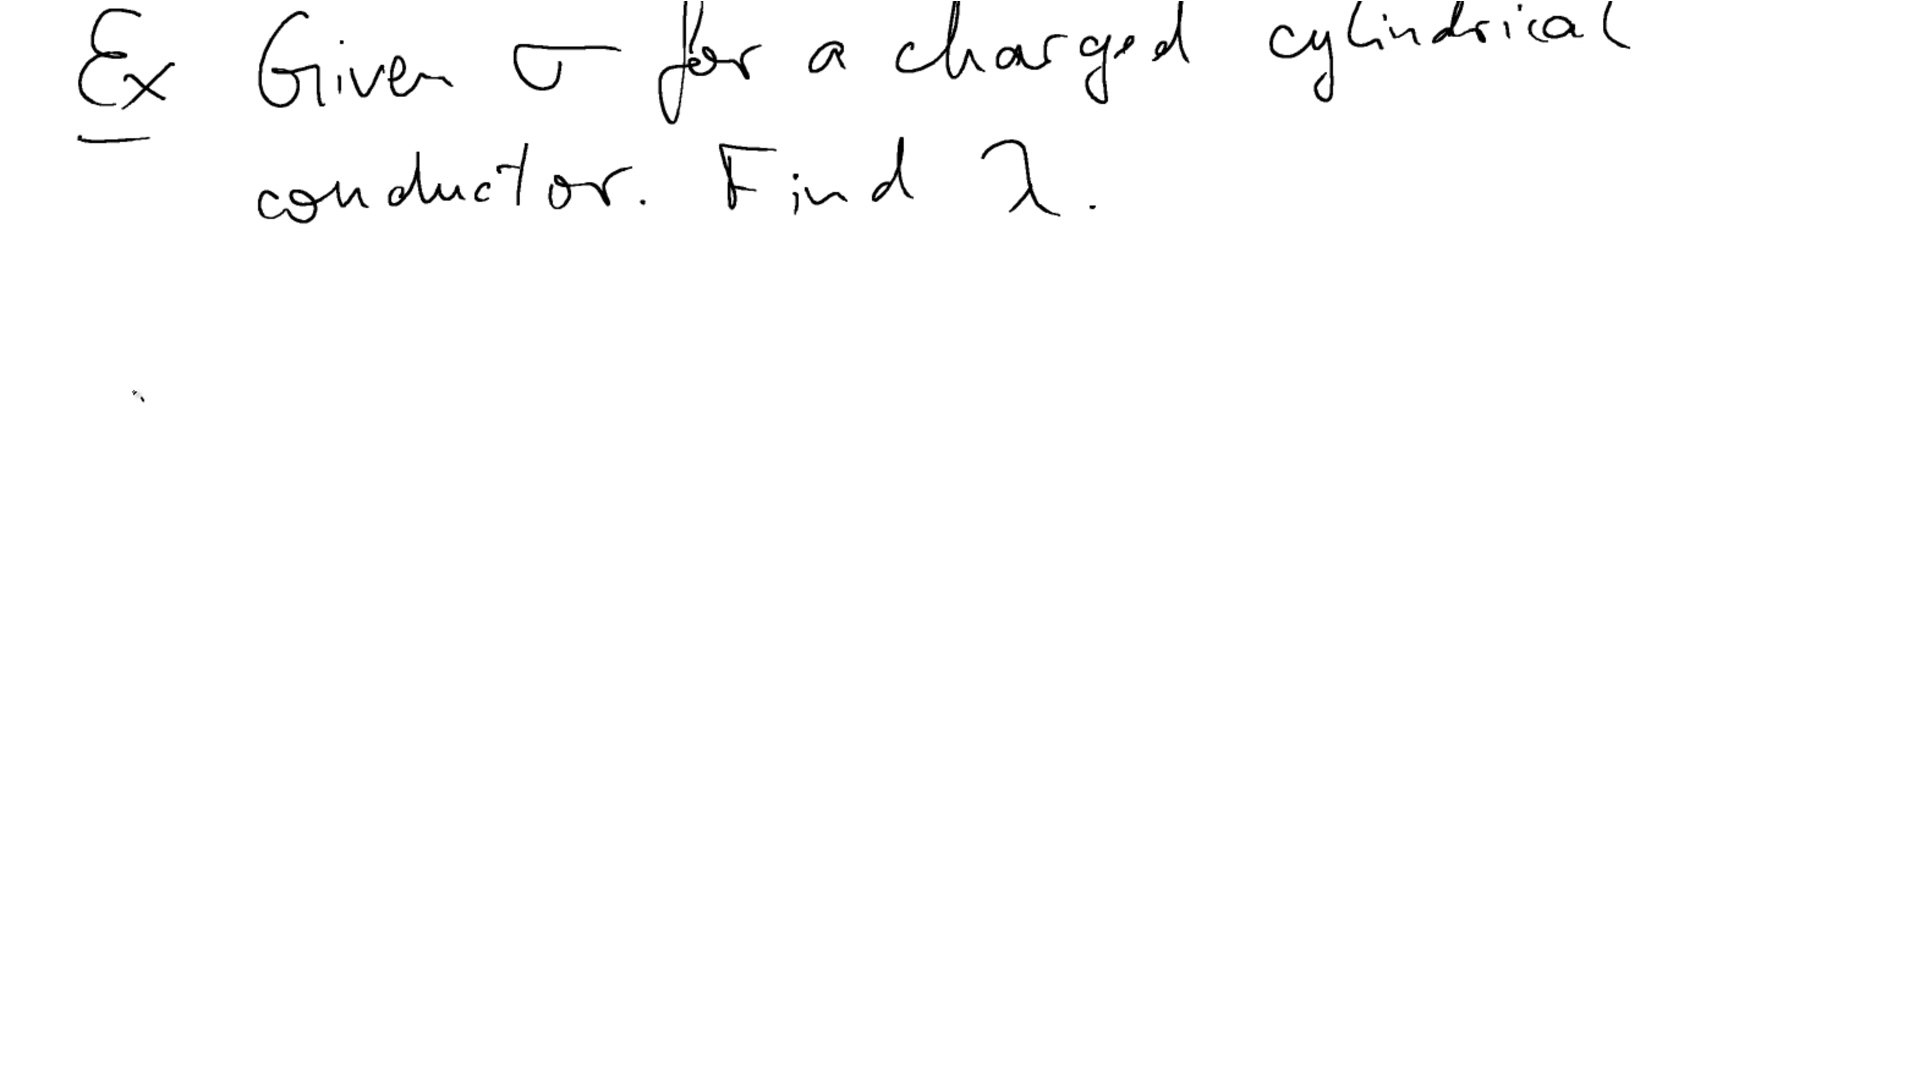 Ex Given σ for a charged cylindrical
conductor. Find λ.